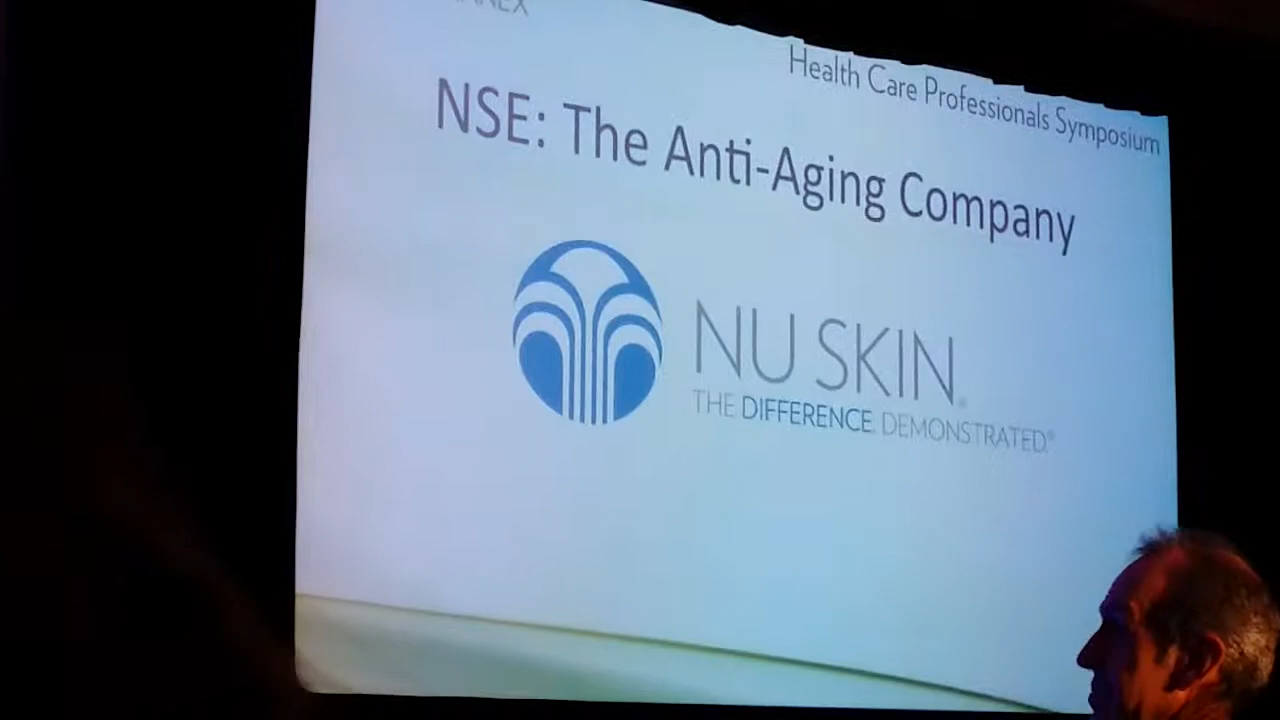 Health Care Professionals Symposium
NSE: The Anti-Aging Company
NU SKIN®
THE DIFFERENCE. DEMONSTRATED®